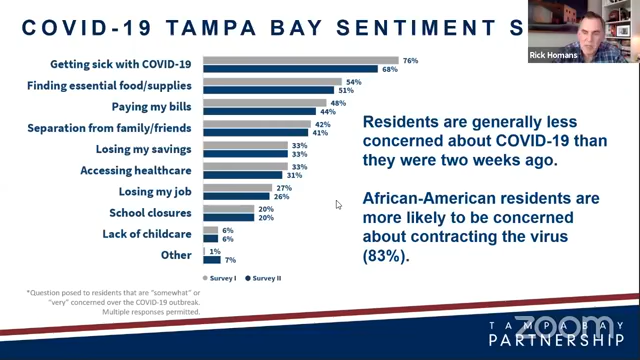 COVID-19 TAMPA BAY SENTIMENT S
Rick Homans
Getting sick with COVID-19
76%
68%
Finding essential food/supplies
54%
51%
Paying my bills
48%
44%
Separation from family/friends
42%
41%
Losing my savings
33%
33%
Accessing healthcare
33%
31%
Losing my job
27%
26%
School closures
20%
20%
Lack of childcare
6%
6%
Other
1%
7%
Survey I Survey II
Residents are generally less
concerned about COVID-19 than
they were two weeks ago.
African-American residents are
more likely to be concerned
about contracting the virus
(83%).
*Question posed to residents that are "somewhat" or
"very" concerned over the COVID-19 outbreak.
Multiple responses permitted.
TAMPA BAY
PARTNERSHIP
zoom